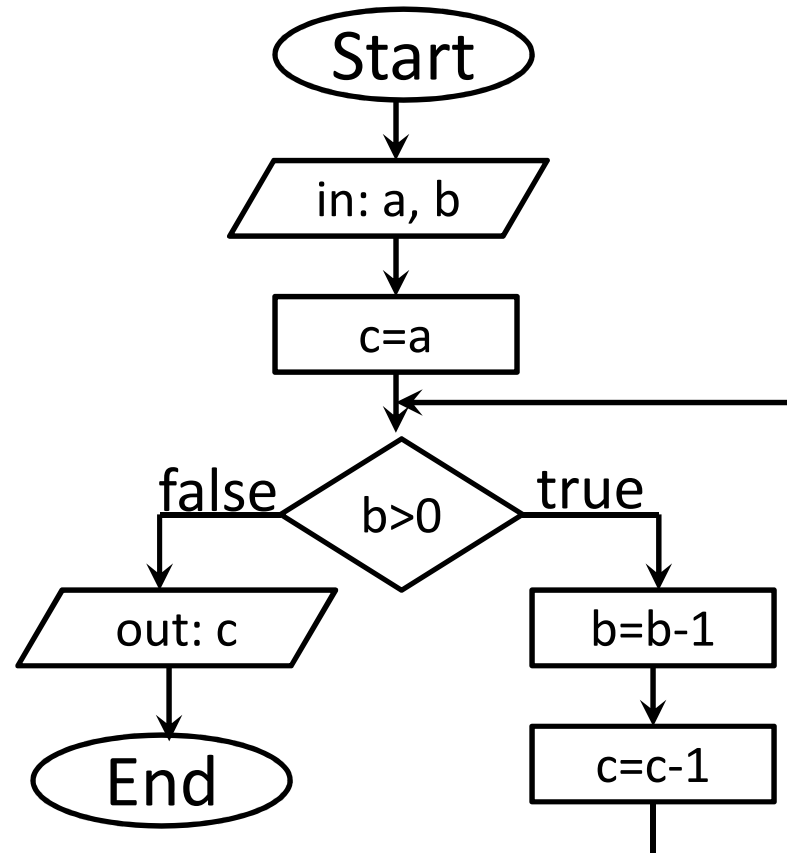 Start
in: a, b
c=a
false
true
b>0
out: c
b=b-1
c=c-1
End